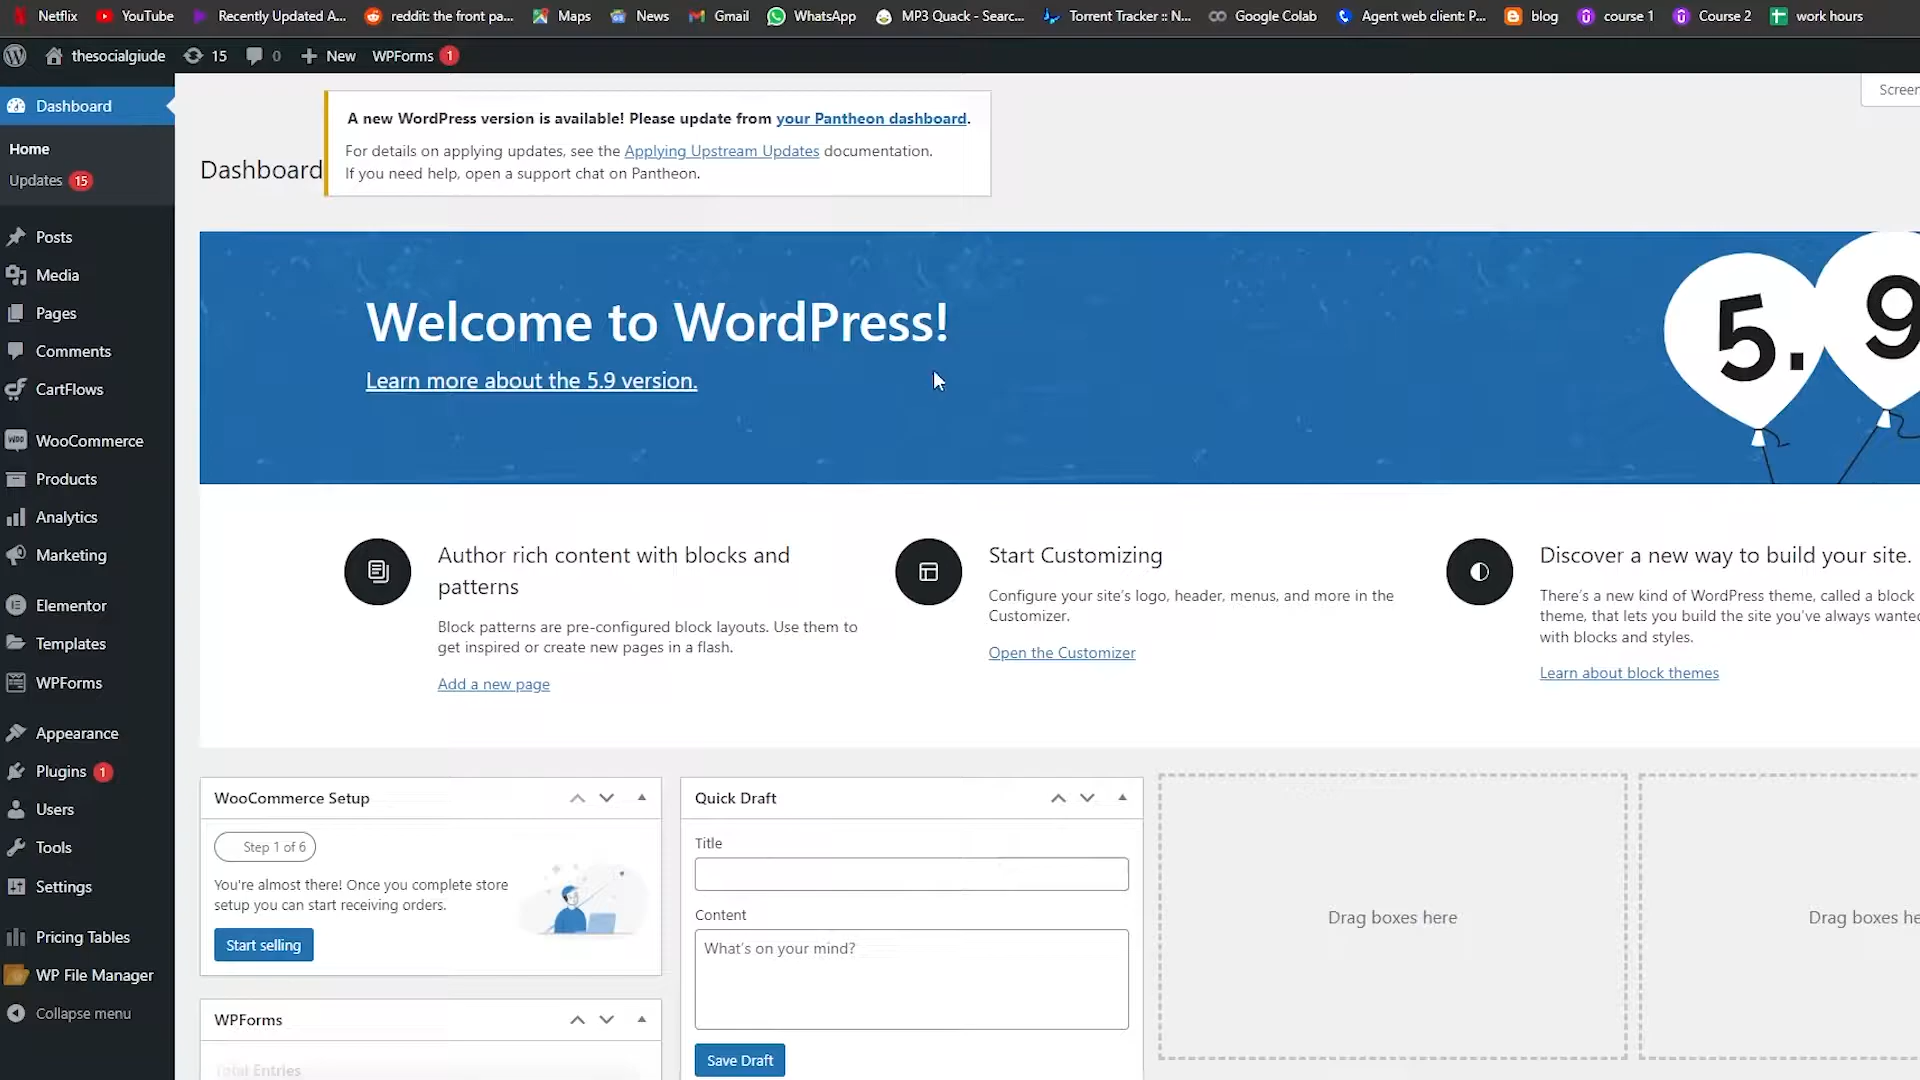 Netflix YouTube Recently Updated A... reddit: the front pa... Maps News Gmail WhatsApp MP3 Quack - Searc... Torrent Tracker :: N... Google Colab Agent web client: P... blog course 1 Course 2 work hours
thesocialgiude 15 0 New WPForms 1
Screen
Dashboard
Home
Updates 15
Posts
Media
Pages
Comments
CartFlows
WooCommerce
Products
Analytics
Marketing
Elementor
Templates
WPForms
Appearance
Plugins 1
Users
Tools
Settings
Pricing Tables
WP File Manager
Collapse menu
A new WordPress version is available! Please update from your Pantheon dashboard.
For details on applying updates, see the Applying Upstream Updates documentation.
If you need help, open a support chat on Pantheon.
Dashboard
Welcome to WordPress!
Learn more about the 5.9 version.
5.9
Author rich content with blocks and
patterns
Block patterns are pre-configured block layouts. Use them to
get inspired or create new pages in a flash.
Add a new page
Start Customizing
Configure your site's logo, header, menus, and more in the
Customizer.
Open the Customizer
Discover a new way to build your site.
There's a new kind of WordPress theme, called a block
theme, that lets you build the site you've always wanted
with blocks and styles.
Learn about block themes
WooCommerce Setup
Step 1 of 6
You're almost there! Once you complete store
setup you can start receiving orders.
Start selling
WPForms
Total Entries
Quick Draft
Title
Content
What's on your mind?
Save Draft
Drag boxes here
Drag boxes he